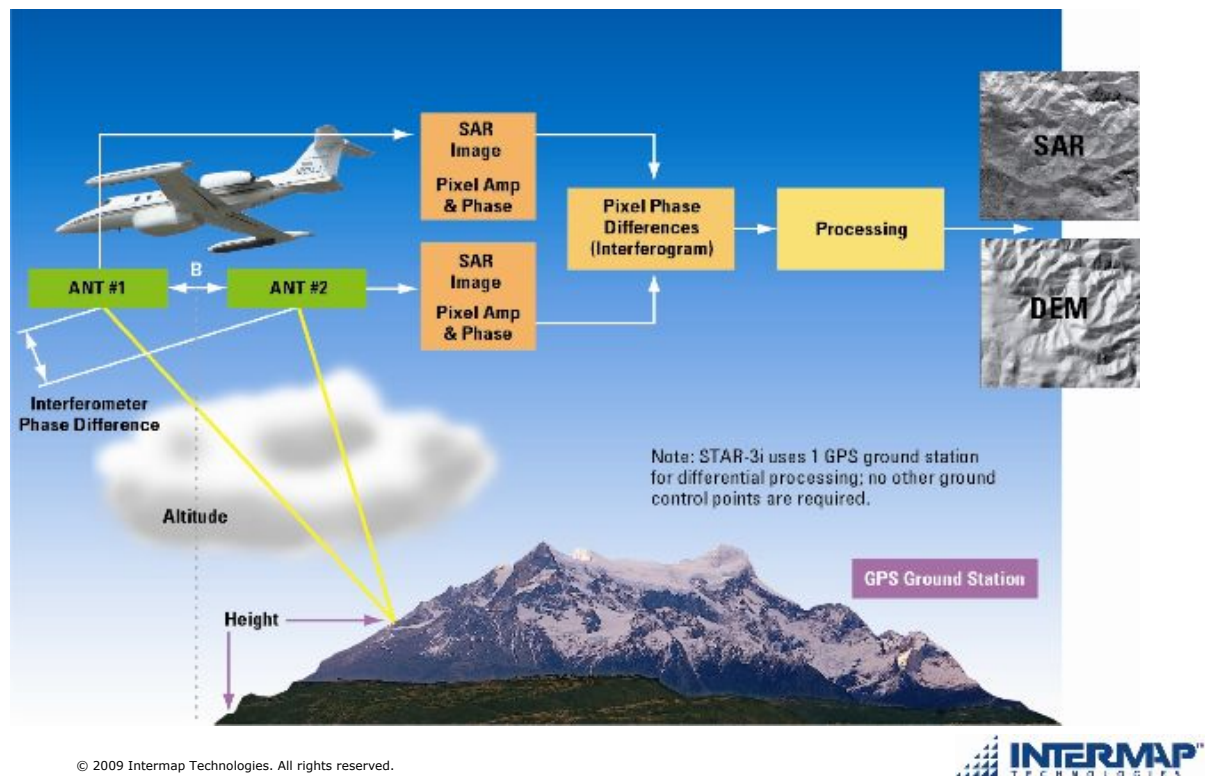 SAR
Image
Pixel Amp
& Phase
SAR
Image
Pixel Amp
& Phase
Pixel Phase
Differences
(Interferogram)
Processing
SAR
DEM
B
ANT #1
ANT #2
Interferometer
Phase Difference
Altitude
Height
Note: STAR-3i uses 1 GPS ground station
for differential processing; no other ground
control points are required.
GPS Ground Station
© 2009 Intermap Technologies. All rights reserved.
INTERMAP™
TECHNOLOGIES